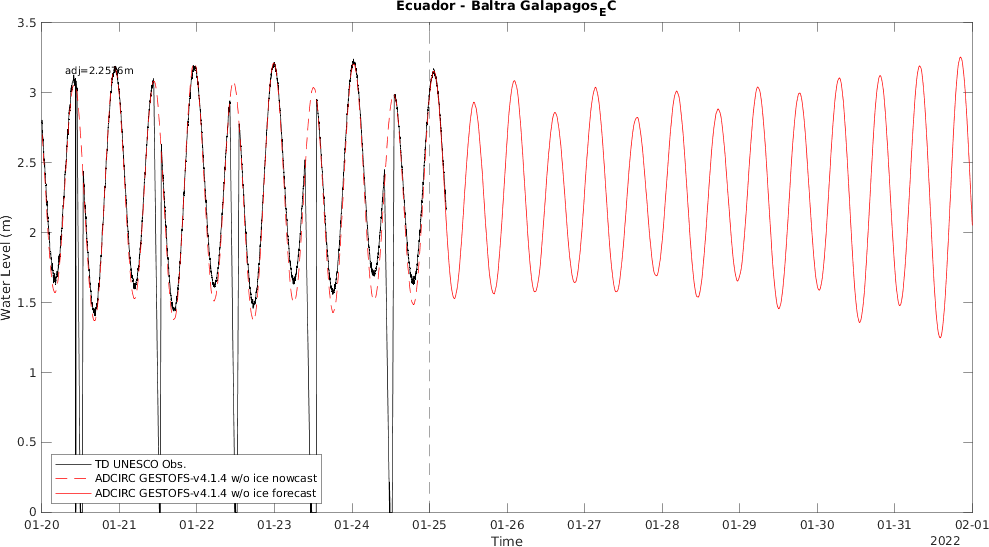 Ecuador - Baltra Galapagos_EC
3.5
3
2.5
2
1.5
1
0.5
0
Water Level (m)
adj=2.2576m
TD UNESCO Obs.
ADCIRC GESTOFS-v4.1.4 w/o ice nowcast
ADCIRC GESTOFS-v4.1.4 w/o ice forecast
01-20 01-21 01-22 01-23 01-24 01-25 01-26 01-27 01-28 01-29 01-30 01-31 02-01
Time
2022